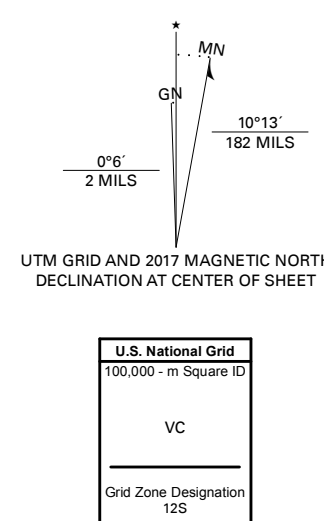 ★
MN
GN
10°13´
182 MILS
0°6´
2 MILS
UTM GRID AND 2017 MAGNETIC NORTH
DECLINATION AT CENTER OF SHEET
U.S. National Grid
100,000 - m Square ID
VC
Grid Zone Designation
12S